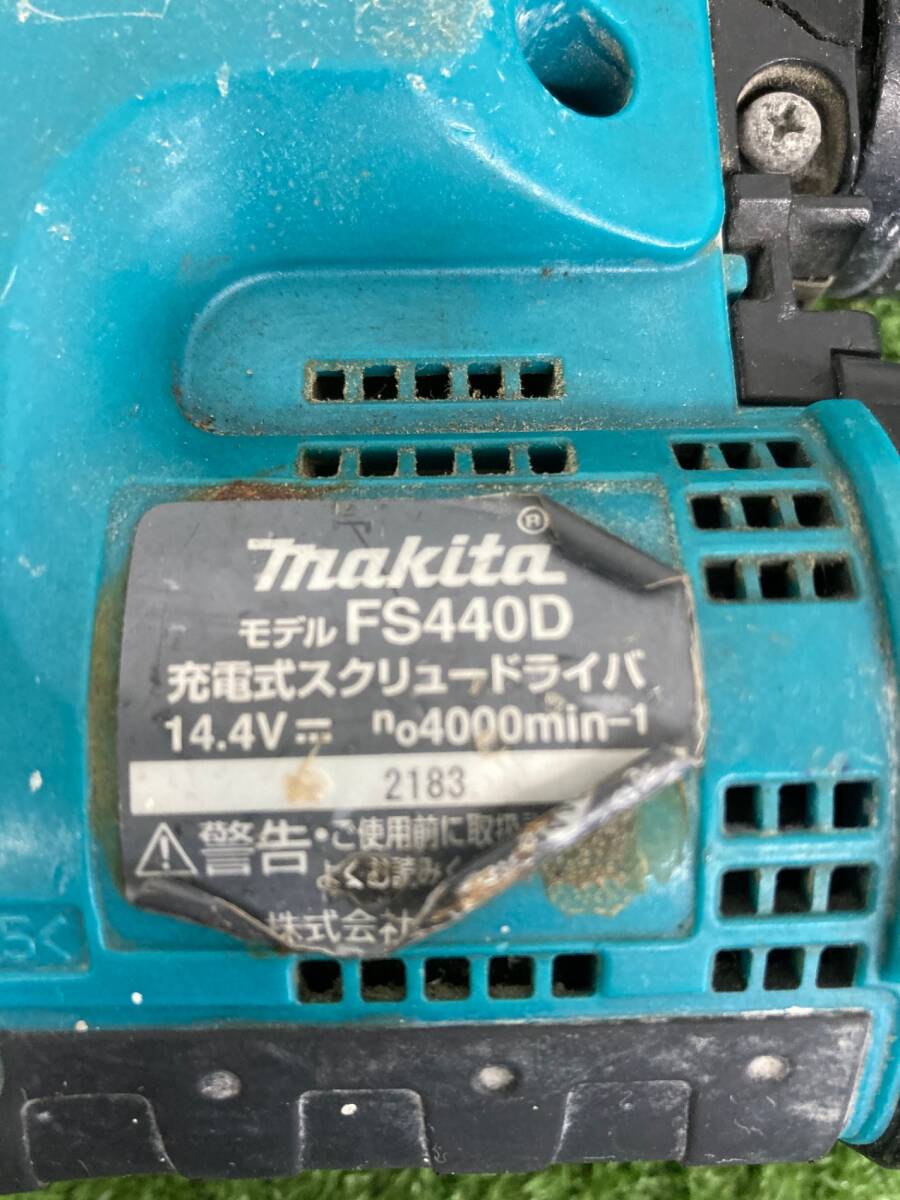 makita®
モデル FS440D
充電式スクリュードライバ
14.4V⎓ n₀4000min-1
2183
⚠警告・ご使用前に取扱
よくお読みく
株式会社